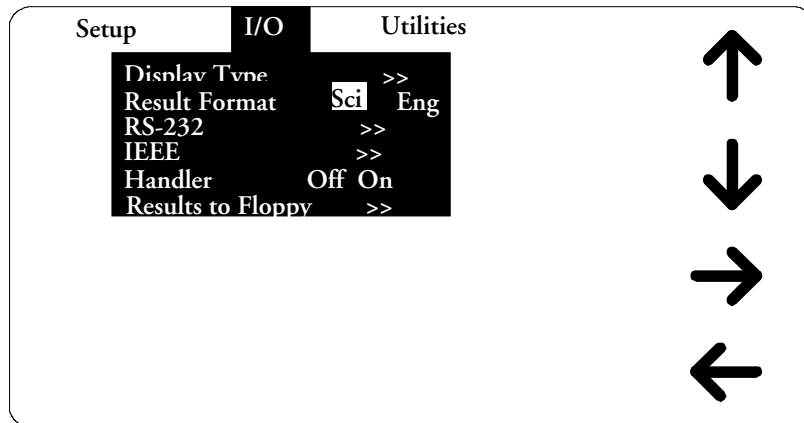 Setup I/O Utilities
Display Type >>
Result Format Sci Eng
RS-232 >>
IEEE >>
Handler Off On
Results to Floppy >>